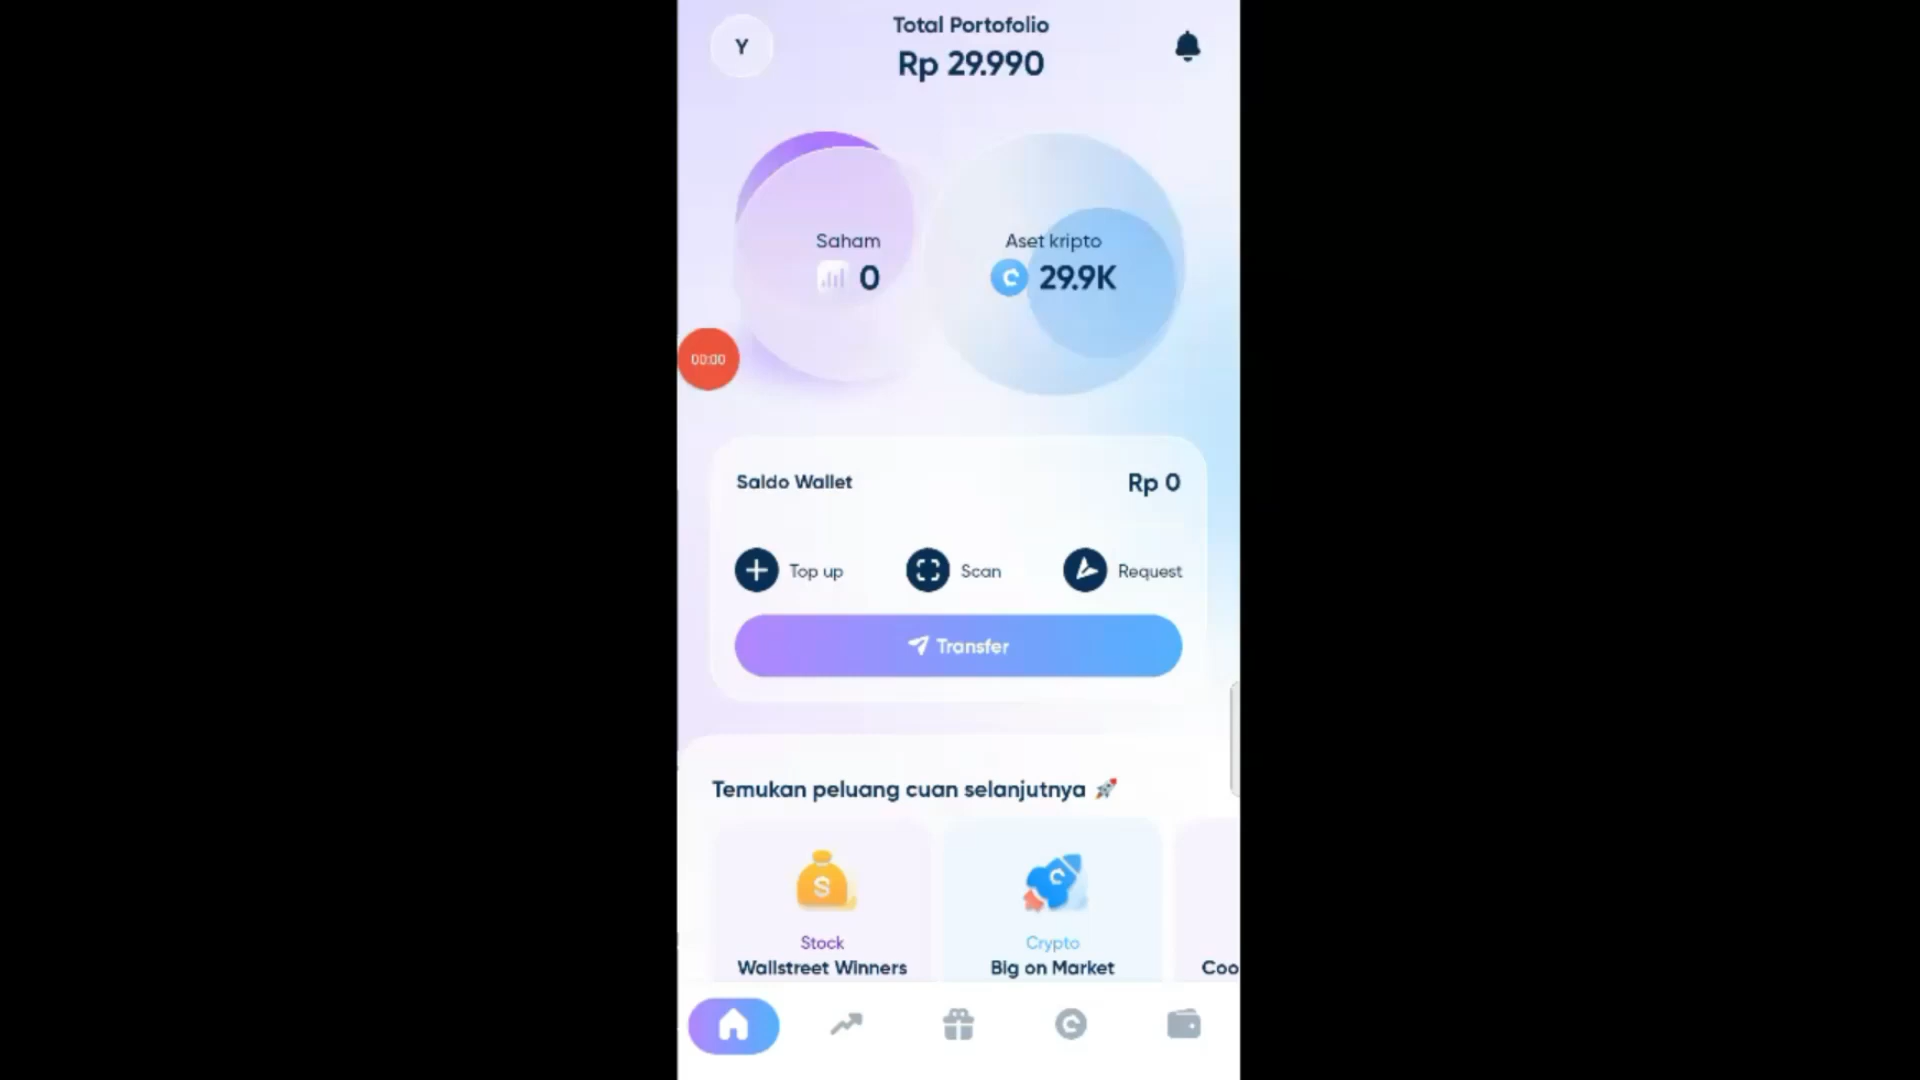 Total Portofolio
Y
Rp 29.990
Saham
Aset kripto
0
29.9K
00:00
Saldo Wallet
Rp 0
Top up
Scan
Request
Transfer
Temukan peluang cuan selanjutnya 🚀
S
Stock
Crypto
Wallstreet Winners
Big on Market
Coo